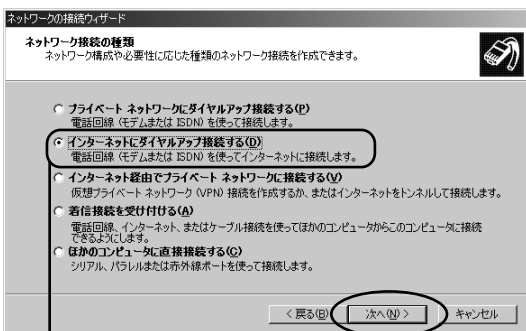 ネットワークの接続ウィザード
ネットワーク接続の種類
ネットワーク構成や必要性に応じた種類のネットワーク接続を作成できます。
プライベート ネットワークにダイヤルアップ接続する(P)
電話回線 (モデムまたは ISDN) を使って接続します。
インターネットにダイヤルアップ接続する(D)
電話回線 (モデムまたは ISDN) を使ってインターネットに接続します。
インターネット経由でプライベート ネットワークに接続する(V)
仮想プライベート ネットワーク (VPN) 接続を作成するか、またはインターネットをトンネルして接続します。
着信接続を受け付ける(A)
電話回線、インターネット、またはケーブル接続を使ってほかのコンピュータからこのコンピュータに接続
できるようにします。
ほかのコンピュータに直接接続する(C)
シリアル、パラレルまたは赤外線ポートを使って接続します。
< 戻る(B) 次へ(N) > キャンセル